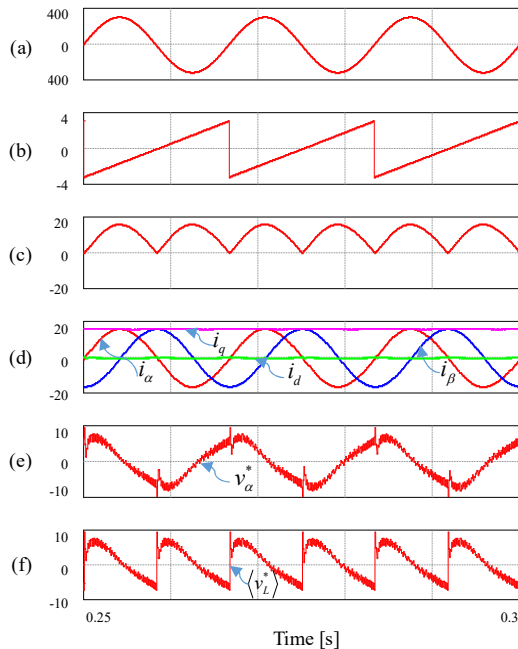 400
(a)
0
400
4
(b)
0
-4
20
(c)
0
-20
20
(d)
0
-20
i_q
i_α
i_d
i_β
10
(e)
0
-10
v_α^*
10
(f)
0
-10
⟨v_L^*⟩
0.25
0.3
Time [s]